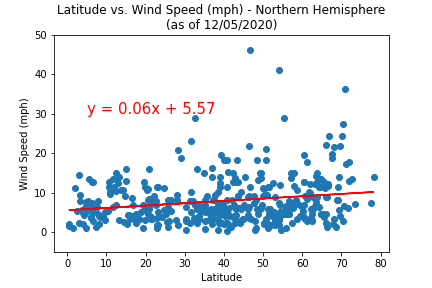 Latitude vs. Wind Speed (mph) - Northern Hemisphere
(as of 12/05/2020)
50
40
30
20
10
0
Wind Speed (mph)
y = 0.06x + 5.57
0 10 20 30 40 50 60 70 80
Latitude